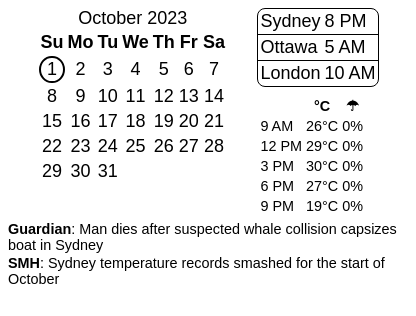 October 2023
Su Mo Tu We Th Fr Sa
1 2 3 4 5 6 7
8 9 10 11 12 13 14
15 16 17 18 19 20 21
22 23 24 25 26 27 28
29 30 31
Sydney 8 PM
Ottawa 5 AM
London 10 AM
°C ☂
9 AM 26°C 0%
12 PM 29°C 0%
3 PM 30°C 0%
6 PM 27°C 0%
9 PM 19°C 0%
Guardian: Man dies after suspected whale collision capsizes
boat in Sydney
SMH: Sydney temperature records smashed for the start of
October